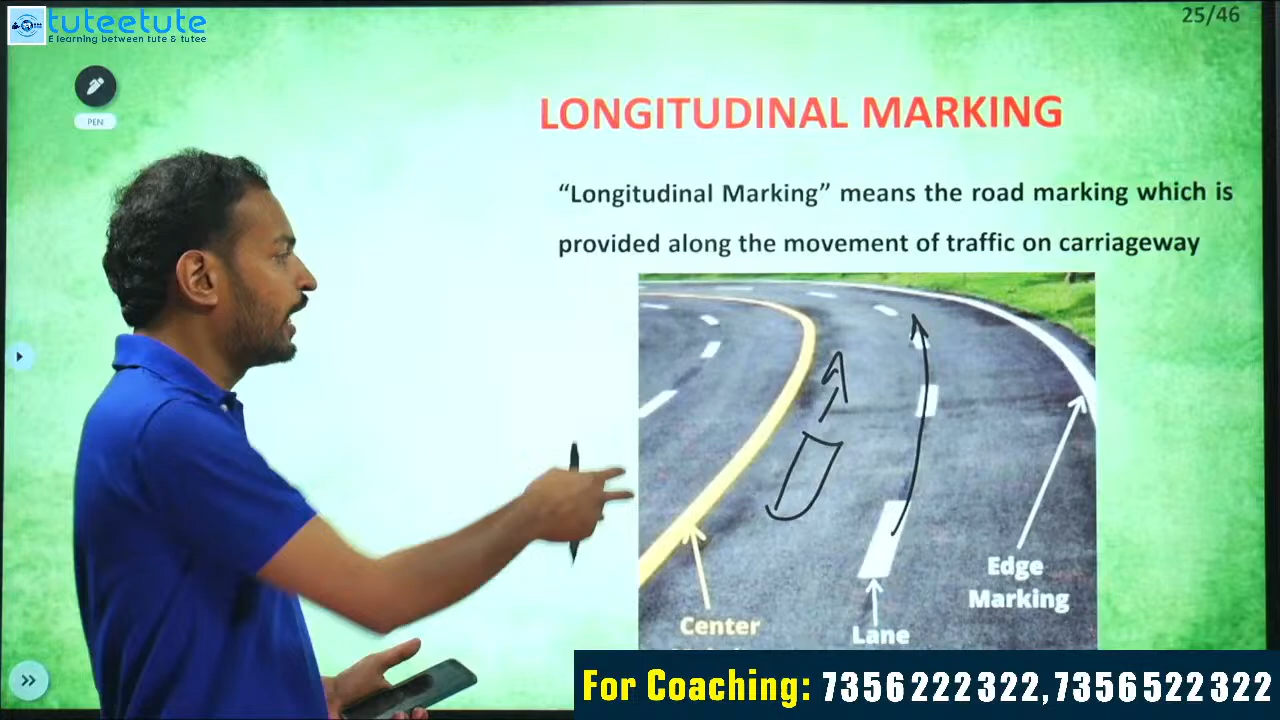 tuteetute
E learning between tute & tutee
25/46
PEN
LONGITUDINAL MARKING
“Longitudinal Marking” means the road marking which is
provided along the movement of traffic on carriageway
Edge
Marking
Center
Lane
For Coaching: 7356222322,7356522322